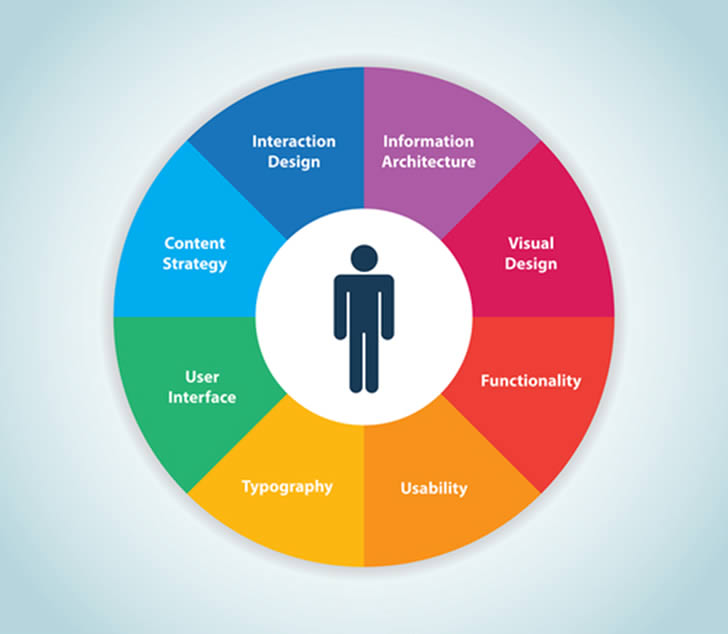 Interaction
Design
Information
Architecture
Visual
Design
Functionality
Usability
Typography
User
Interface
Content
Strategy